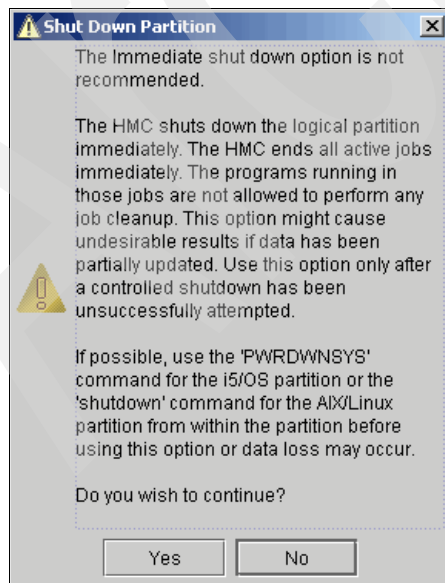 Shut Down Partition
The Immediate shut down option is not
recommended.
The HMC shuts down the logical partition
immediately. The HMC ends all active jobs
immediately. The programs running in
those jobs are not allowed to perform any
job cleanup. This option might cause
undesirable results if data has been
partially updated. Use this option only after
a controlled shutdown has been
unsuccessfully attempted.
If possible, use the 'PWRDWNSYS'
command for the i5/OS partition or the
'shutdown' command for the AIX/Linux
partition from within the partition before
using this option or data loss may occur.
Do you wish to continue?
Yes
No